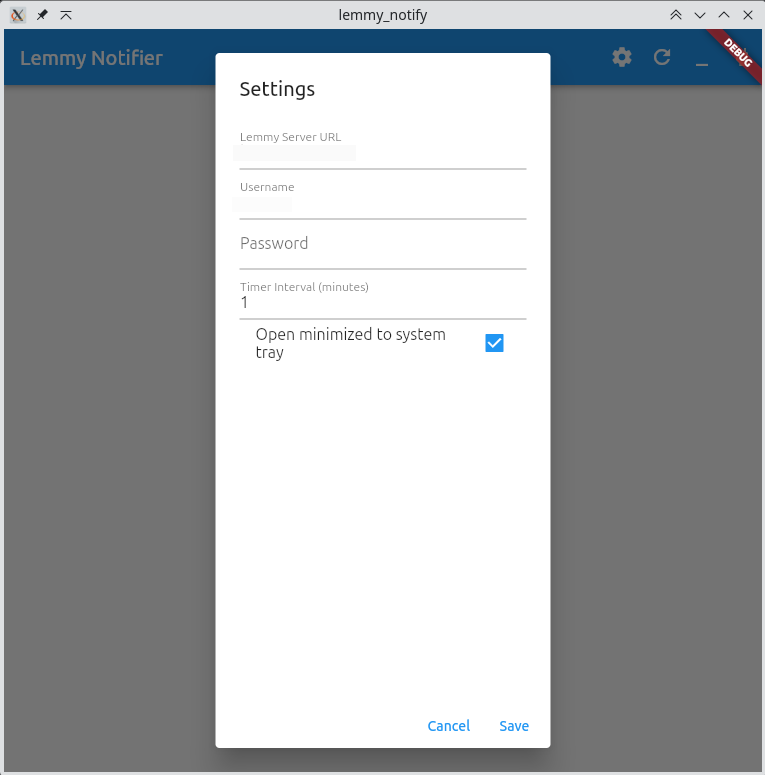 lemmy_notify
Lemmy Notifier
DEBUG
Settings
Lemmy Server URL
Username
Password
Timer Interval (minutes)
1
Open minimized to system
tray
Cancel
Save